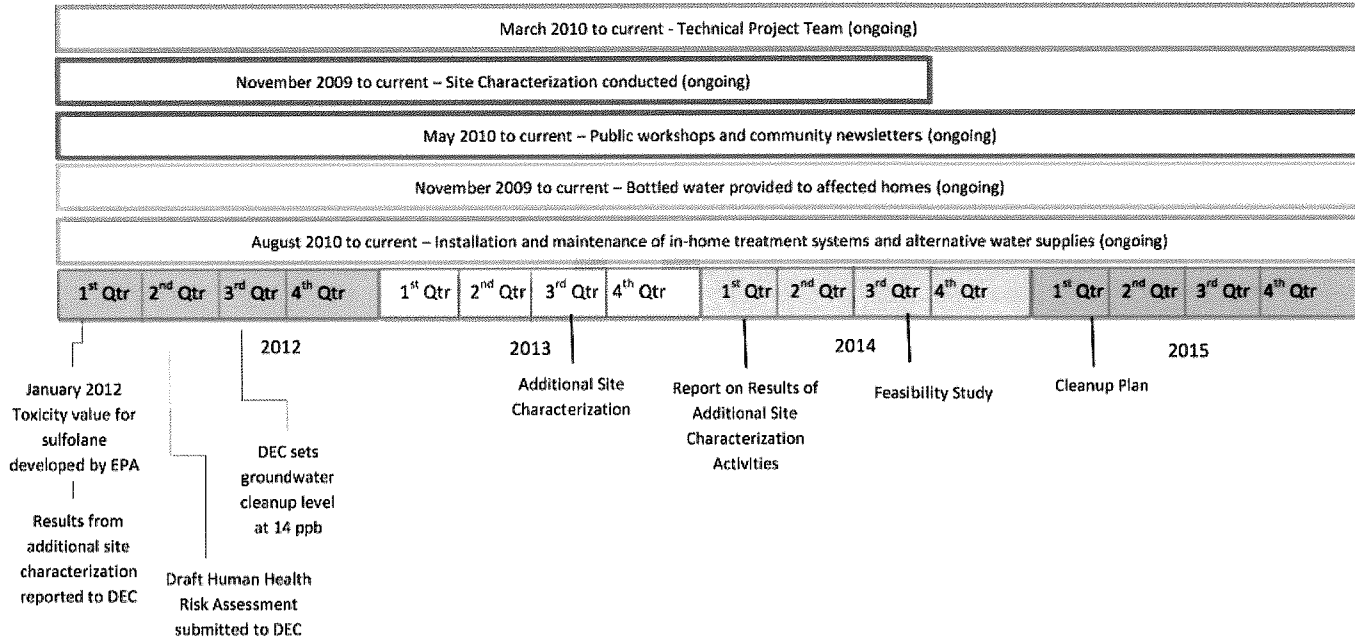 March 2010 to current - Technical Project Team (ongoing)
November 2009 to current – Site Characterization conducted (ongoing)
May 2010 to current – Public workshops and community newsletters (ongoing)
November 2009 to current – Bottled water provided to affected homes (ongoing)
August 2010 to current – Installation and maintenance of in-home treatment systems and alternative water supplies (ongoing)
1st Qtr 2nd Qtr 3rd Qtr 4th Qtr 1st Qtr 2nd Qtr 3rd Qtr 4th Qtr 1st Qtr 2nd Qtr 3rd Qtr 4th Qtr 1st Qtr 2nd Qtr 3rd Qtr 4th Qtr
2012 2013 2014 2015
January 2012
Toxicity value for
sulfolane
developed by EPA
Results from
additional site
characterization
reported to DEC
Draft Human Health
Risk Assessment
submitted to DEC
DEC sets
groundwater
cleanup level
at 14 ppb
Additional Site
Characterization
Report on Results of
Additional Site
Characterization
Activities
Feasibility Study
Cleanup Plan